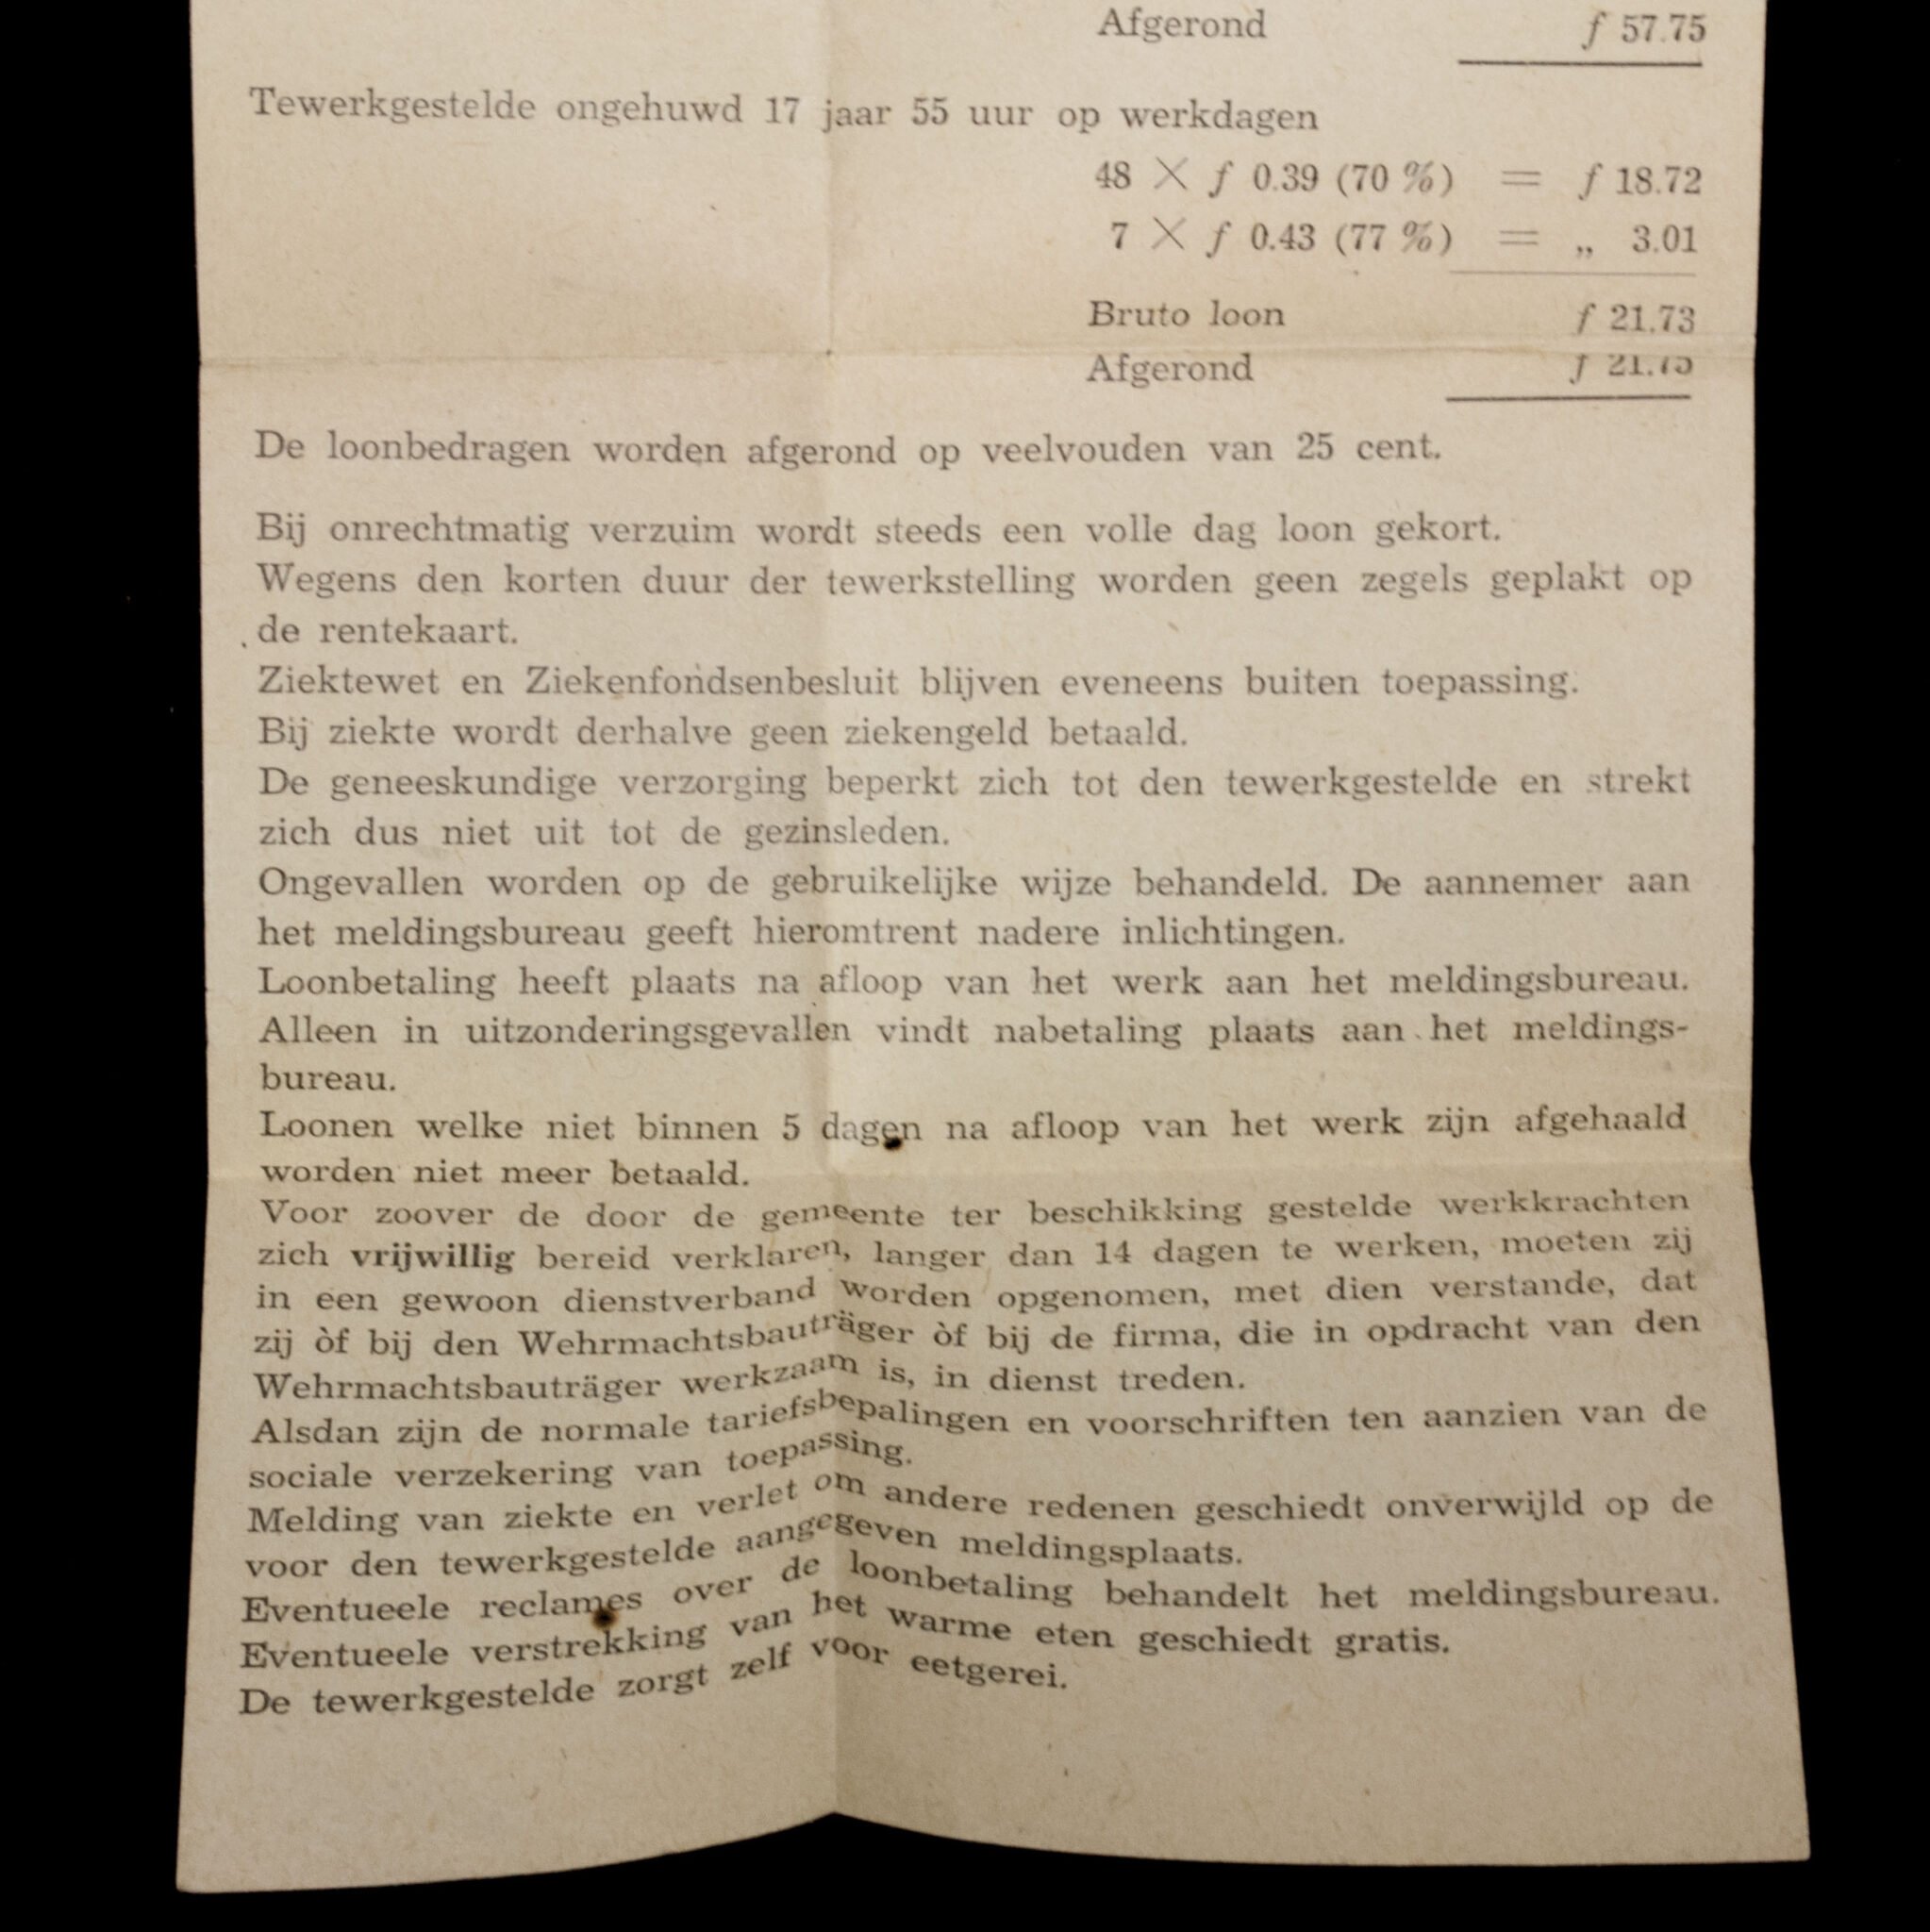 Afgerond ƒ 57.75
Tewerkgestelde ongehuwd 17 jaar 55 uur op werkdagen
48 × ƒ 0.39 (70 %) = ƒ 18.72
7 × ƒ 0.43 (77 %) = „ 3.01
Bruto loon ƒ 21.73
Afgerond ƒ 21.75
De loonbedragen worden afgerond op veelvouden van 25 cent.
Bij onrechtmatig verzuim wordt steeds een volle dag loon gekort.
Wegens den korten duur der tewerkstelling worden geen zegels geplakt op
de rentekaart.
Ziektewet en Ziekenfondsenbesluit blijven eveneens buiten toepassing.
Bij ziekte wordt derhalve geen ziekengeld betaald.
De geneeskundige verzorging beperkt zich tot den tewerkgestelde en strekt
zich dus niet uit tot de gezinsleden.
Ongevallen worden op de gebruikelijke wijze behandeld. De aannemer aan
het meldingsbureau geeft hieromtrent nadere inlichtingen.
Loonbetaling heeft plaats na afloop van het werk aan het meldingsbureau.
Alleen in uitzonderingsgevallen vindt nabetaling plaats aan het meldings-
bureau.
Loonen welke niet binnen 5 dagen na afloop van het werk zijn afgehaald
worden niet meer betaald.
Voor zoover de door de gemeente ter beschikking gestelde werkkrachten
zich vrijwillig bereid verklaren, langer dan 14 dagen te werken, moeten zij
in een gewoon dienstverband worden opgenomen, met dien verstande, dat
zij òf bij den Wehrmachtsbauträger òf bij de firma, die in opdracht van den
Wehrmachtsbauträger werkzaam is, in dienst treden.
Alsdan zijn de normale tariefsbepalingen en voorschriften ten aanzien van de
sociale verzekering van toepassing.
Melding van ziekte en verlet om andere redenen geschiedt onverwijld op de
voor den tewerkgestelde aangegeven meldingsplaats.
Eventueele reclames over de loonbetaling behandelt het meldingsbureau.
Eventueele verstrekking van het warme eten geschiedt gratis.
De tewerkgestelde zorgt zelf voor eetgerei.